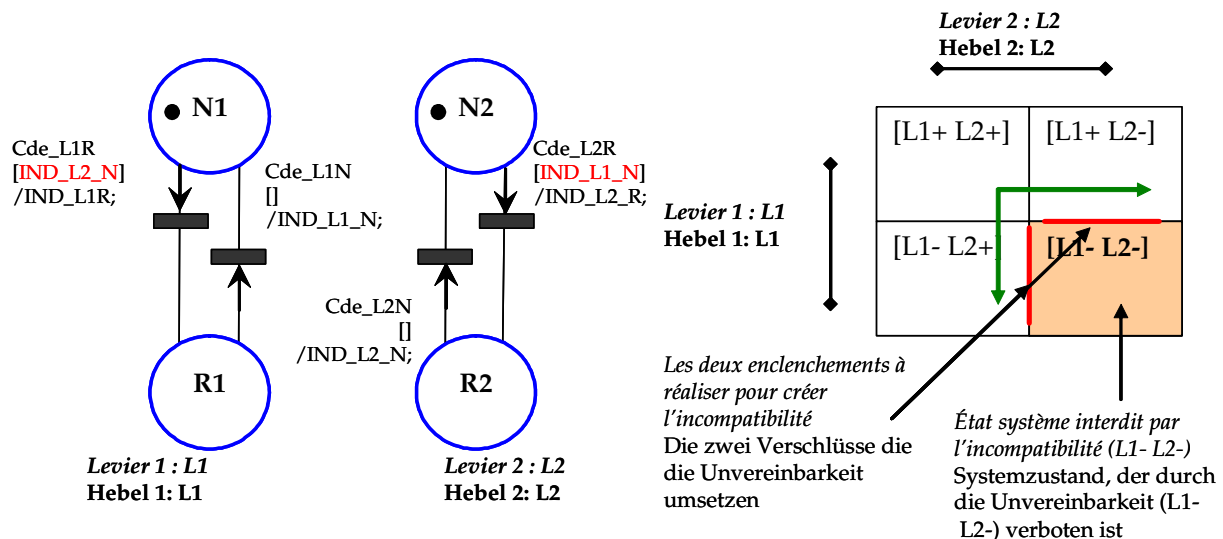 N1
N2
Cde_L1R
[IND_L2_N]
/IND_L1R;
Cde_L1N
[]
/IND_L1_N;
Cde_L2R
[IND_L1_N]
/IND_L2_R;
Cde_L2N
[]
/IND_L2_N;
R1
R2
Levier 1 : L1
Hebel 1: L1
Levier 2 : L2
Hebel 2: L2
Levier 2 : L2
Hebel 2: L2
[L1+ L2+]
[L1+ L2-]
Levier 1 : L1
Hebel 1: L1
[L1- L2+]
[L1- L2-]
Les deux enclenchements à
réaliser pour créer
l'incompatibilité
Die zwei Verschlüsse die
die Unvereinbarkeit
umsetzen
État système interdit par
l'incompatibilité (L1- L2-)
Systemzustand, der durch
die Unvereinbarkeit (L1-
L2-) verboten ist